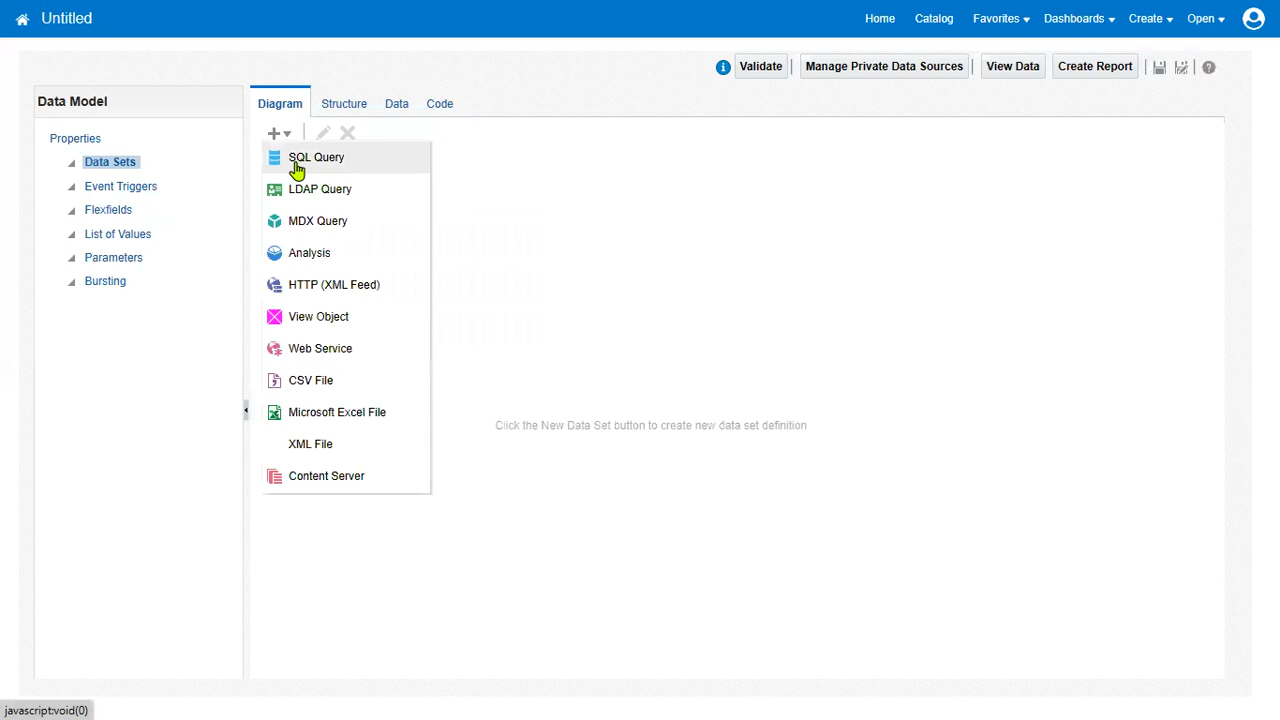 Untitled
Home Catalog Favorites Dashboards Create Open
Validate Manage Private Data Sources View Data Create Report
Data Model
Properties
Data Sets
Event Triggers
Flexfields
List of Values
Parameters
Bursting
Diagram Structure Data Code
SQL Query
LDAP Query
MDX Query
Analysis
HTTP (XML Feed)
View Object
Web Service
CSV File
Microsoft Excel File
XML File
Content Server
Click the New Data Set button to create new data set definition
javascript:void(0)